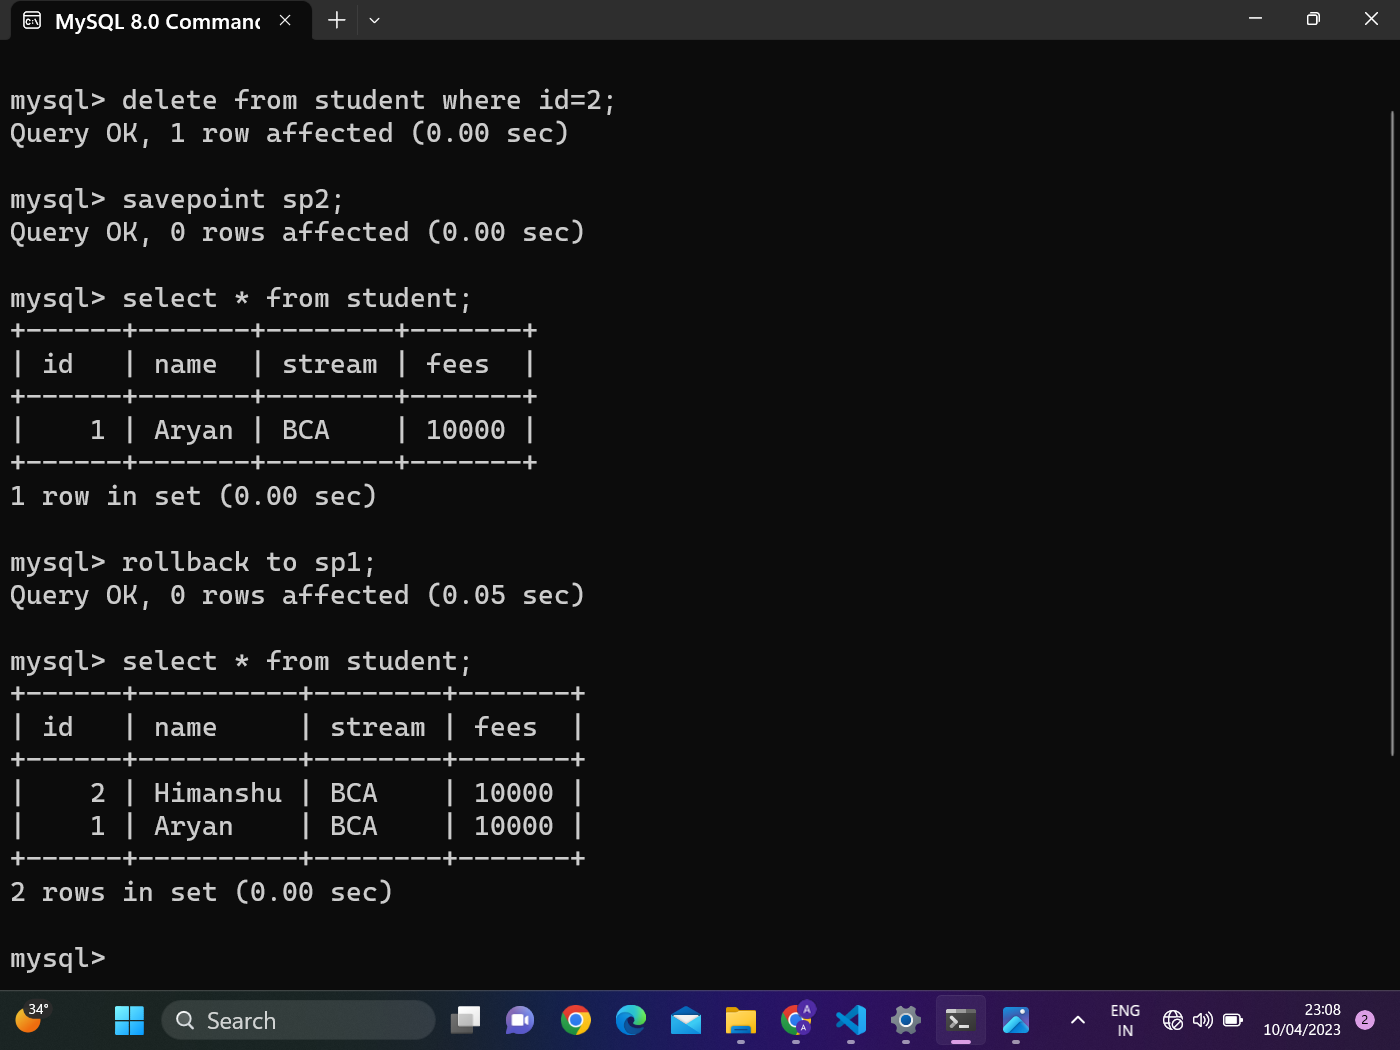 MySQL 8.0 Command
mysql> delete from student where id=2;
Query OK, 1 row affected (0.00 sec)
mysql> savepoint sp2;
Query OK, 0 rows affected (0.00 sec)
mysql> select * from student;
+------+-------+--------+-------+
| id   | name  | stream | fees  |
+------+-------+--------+-------+
|    1 | Aryan | BCA    | 10000 |
+------+-------+--------+-------+
1 row in set (0.00 sec)
mysql> rollback to sp1;
Query OK, 0 rows affected (0.05 sec)
mysql> select * from student;
+------+----------+--------+-------+
| id   | name     | stream | fees  |
+------+----------+--------+-------+
|    2 | Himanshu | BCA    | 10000 |
|    1 | Aryan    | BCA    | 10000 |
+------+----------+--------+-------+
2 rows in set (0.00 sec)
mysql>
34°
Search
A
A
ENG
IN
23:08
10/04/2023
2